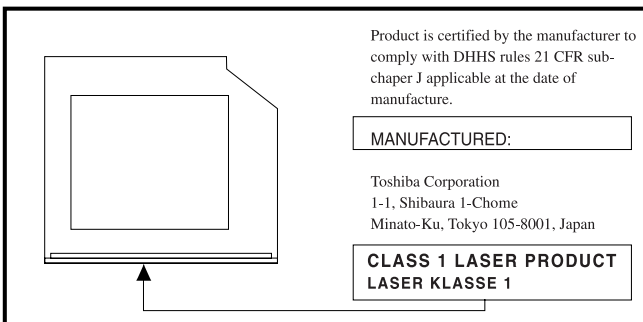 Product is certified by the manufacturer to
comply with DHHS rules 21 CFR sub-
chaper J applicable at the date of
manufacture.
MANUFACTURED:
Toshiba Corporation
1-1, Shibaura 1-Chome
Minato-Ku, Tokyo 105-8001, Japan
CLASS 1 LASER PRODUCT
LASER KLASSE 1